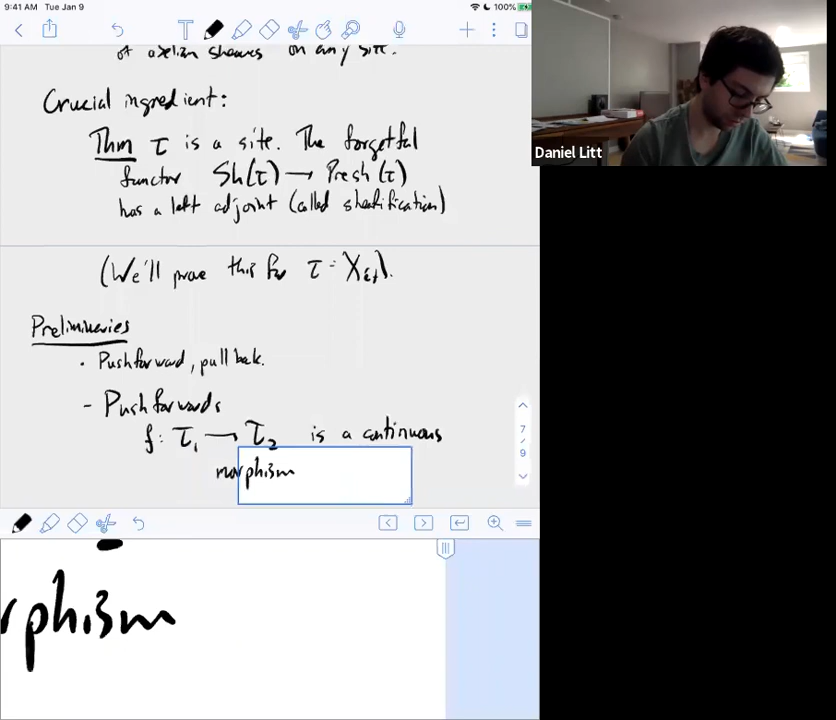 9:41 AM Tue Jan 9
100%
of abelian sheaves on any site.
Crucial ingredient:
Thm τ is a site. The forgetful
functor Sh(τ) → Presh(τ)
has a left adjoint (called sheafification)
(We'll prove this for τ = X_ét).
Preliminaries
· Pushforward, pullback.
- Pushforwards
f: τ₁ → τ₂ is a continuous
morphism
7 / 9
rphism
Daniel Litt